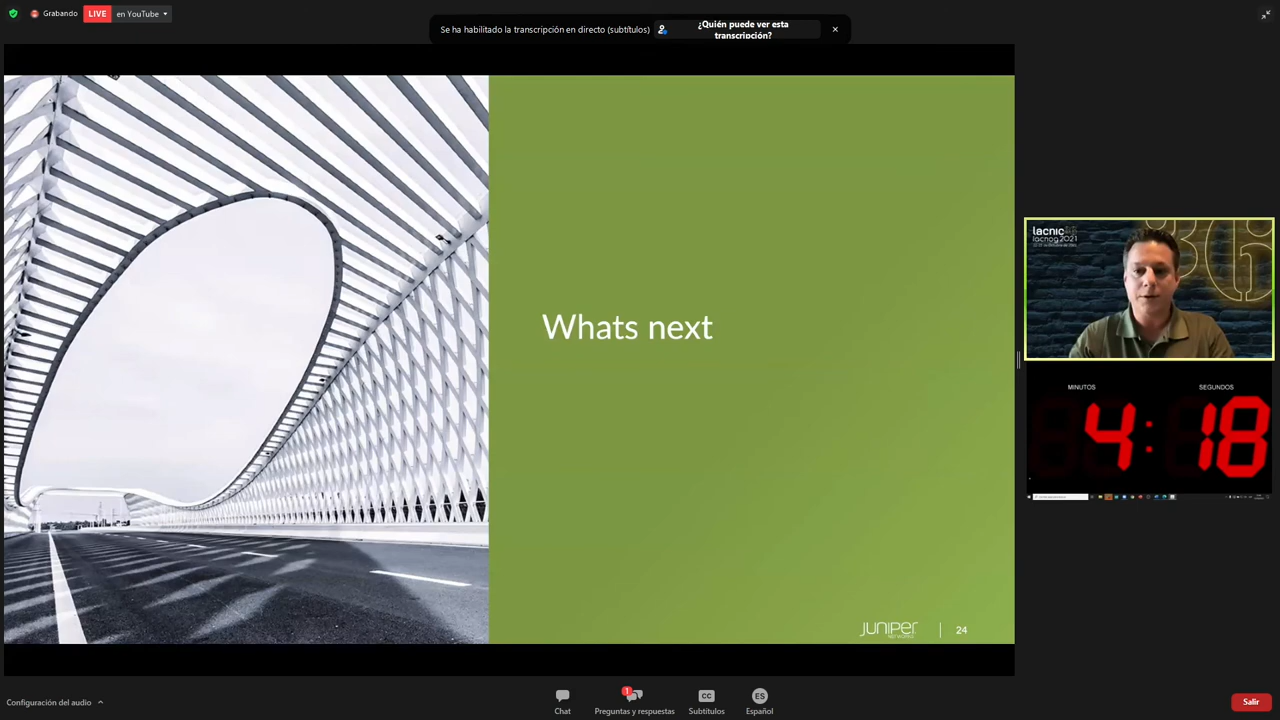 Grabando
LIVE
en YouTube
Se ha habilitado la transcripción en directo (subtítulos)
¿Quién puede ver esta
transcripción?
Whats next
JUNIPER
NETWORKS
24
lacnic
lacnog 2021
MINUTOS
SEGUNDOS
4:18
Configuración del audio
Chat
1
Preguntas y respuestas
CC
Subtítulos
ES
Español
Salir